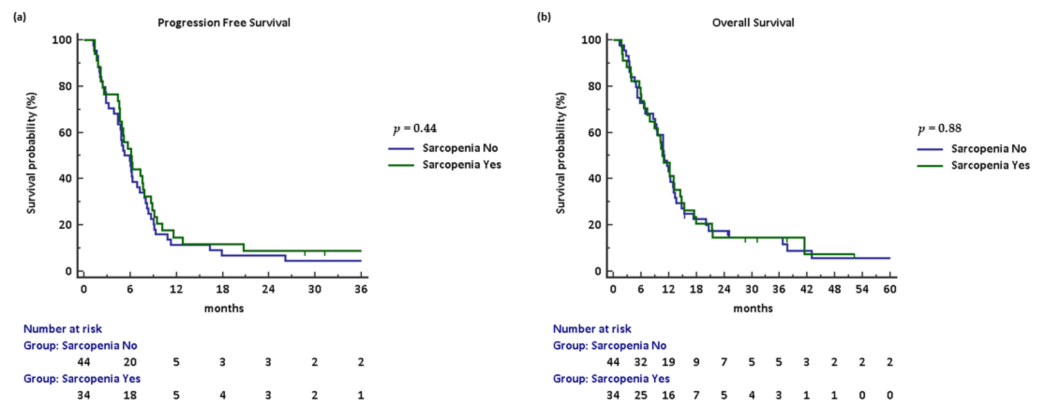 (a)
Progression Free Survival
Survival probability (%)
100
80
60
40
20
0
0 6 12 18 24 30 36
months
p = 0.44
Sarcopenia No
Sarcopenia Yes
Number at risk
Group: Sarcopenia No
44 20 5 3 3 2 2
Group: Sarcopenia Yes
34 18 5 4 3 2 1
(b)
Overall Survival
Survival probability (%)
100
80
60
40
20
0
0 6 12 18 24 30 36 42 48 54 60
months
p = 0.88
Sarcopenia No
Sarcopenia Yes
Number at risk
Group: Sarcopenia No
44 32 19 9 7 5 5 3 2 2 2
Group: Sarcopenia Yes
34 25 16 7 5 4 3 1 1 0 0